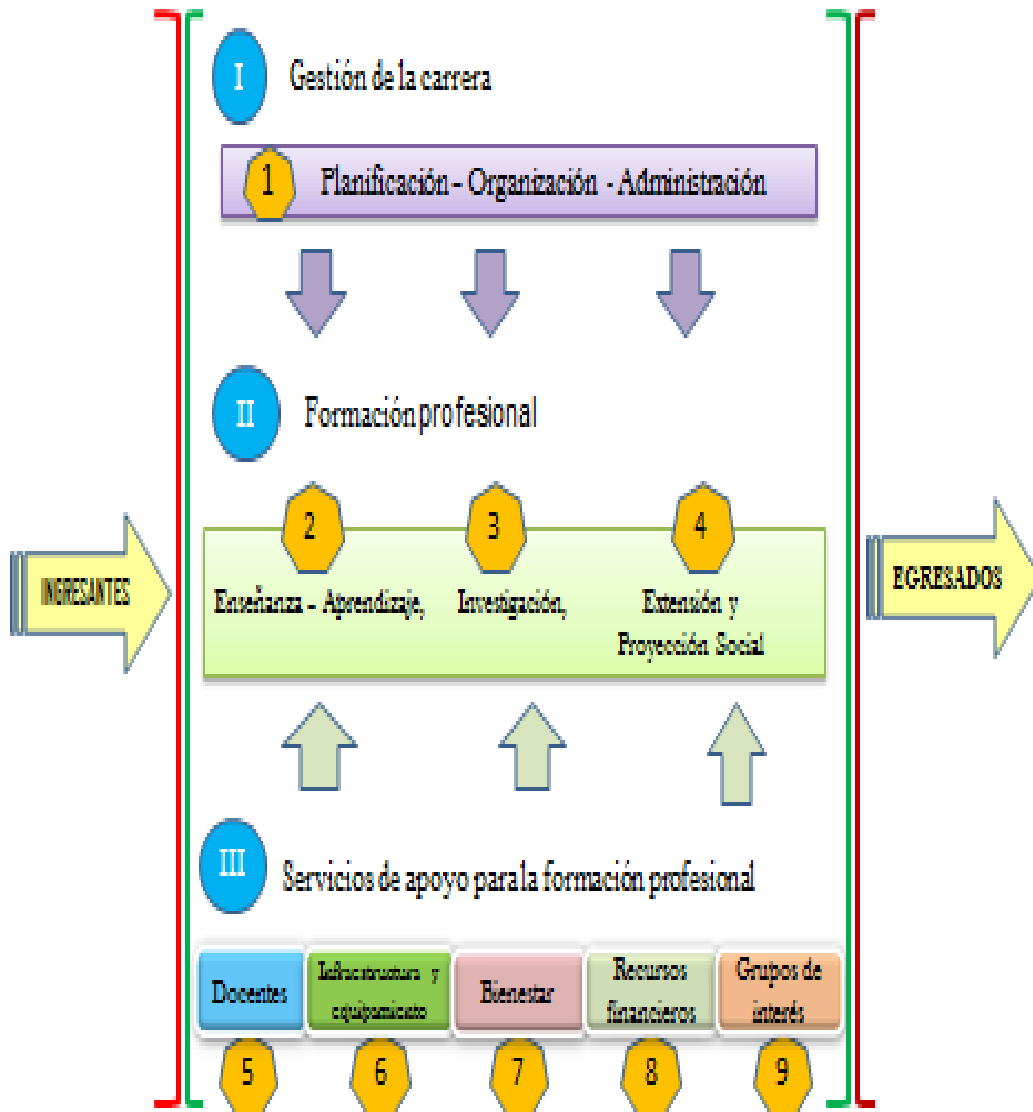 I
Gestión de la carrera
1
Planificación – Organización - Administración
II
Formación profesional
2
3
4
INGRESANTES
Enseñanza – Aprendizaje,
Investigación,
Extensión y
Proyección Social
EGRESADOS
III
Servicios de apoyo para la formación profesional
Docentes
Infraestructura y
equipamiento
Bienestar
Recursos
financieros
Grupos de
interés
5
6
7
8
9